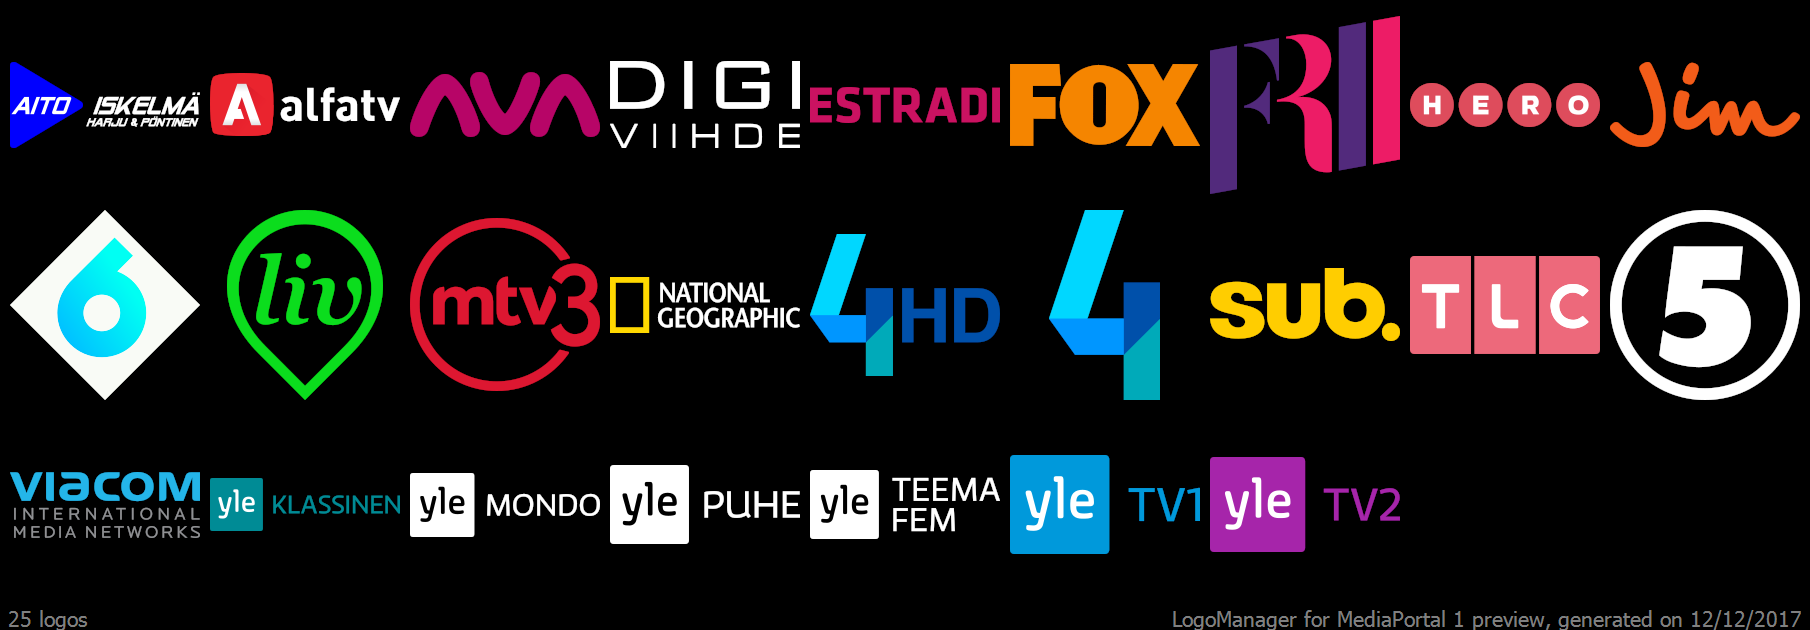 AITO ISKELMÄ
HARJU & PÖNTINEN
A alfatv
AVA
DIGI
VIIHDE
ESTRADI
FOX
FRII
HERO
Jim
6
liv
mtv3
NATIONAL
GEOGRAPHIC
4HD
4
sub.
TLC
5
VIACOM
INTERNATIONAL
MEDIA NETWORKS
yle KLASSINEN
yle MONDO
yle PUHE
yle TEEMA
FEM
yle TV1
yle TV2
25 logos
LogoManager for MediaPortal 1 preview, generated on 12/12/2017